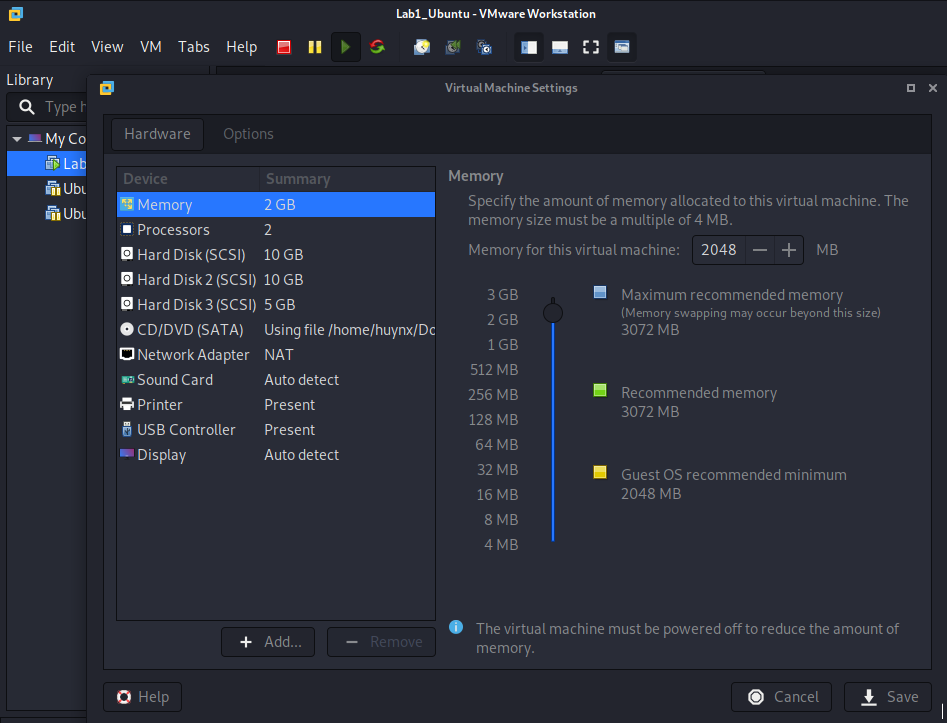 Lab1_Ubuntu - VMware Workstation
File Edit View VM Tabs Help
Library
Type h
Virtual Machine Settings
My Co
Lab
Ubu
Ubu
Hardware Options
Device Summary
Memory 2 GB
Processors 2
Hard Disk (SCSI) 10 GB
Hard Disk 2 (SCSI) 10 GB
Hard Disk 3 (SCSI) 5 GB
CD/DVD (SATA) Using file /home/huynx/Do
Network Adapter NAT
Sound Card Auto detect
Printer Present
USB Controller Present
Display Auto detect
Add... Remove
Memory
Specify the amount of memory allocated to this virtual machine. The
memory size must be a multiple of 4 MB.
Memory for this virtual machine: 2048 MB
3 GB
2 GB
1 GB
512 MB
256 MB
128 MB
64 MB
32 MB
16 MB
8 MB
4 MB
Maximum recommended memory
(Memory swapping may occur beyond this size)
3072 MB
Recommended memory
3072 MB
Guest OS recommended minimum
2048 MB
The virtual machine must be powered off to reduce the amount of
memory.
Help Cancel Save